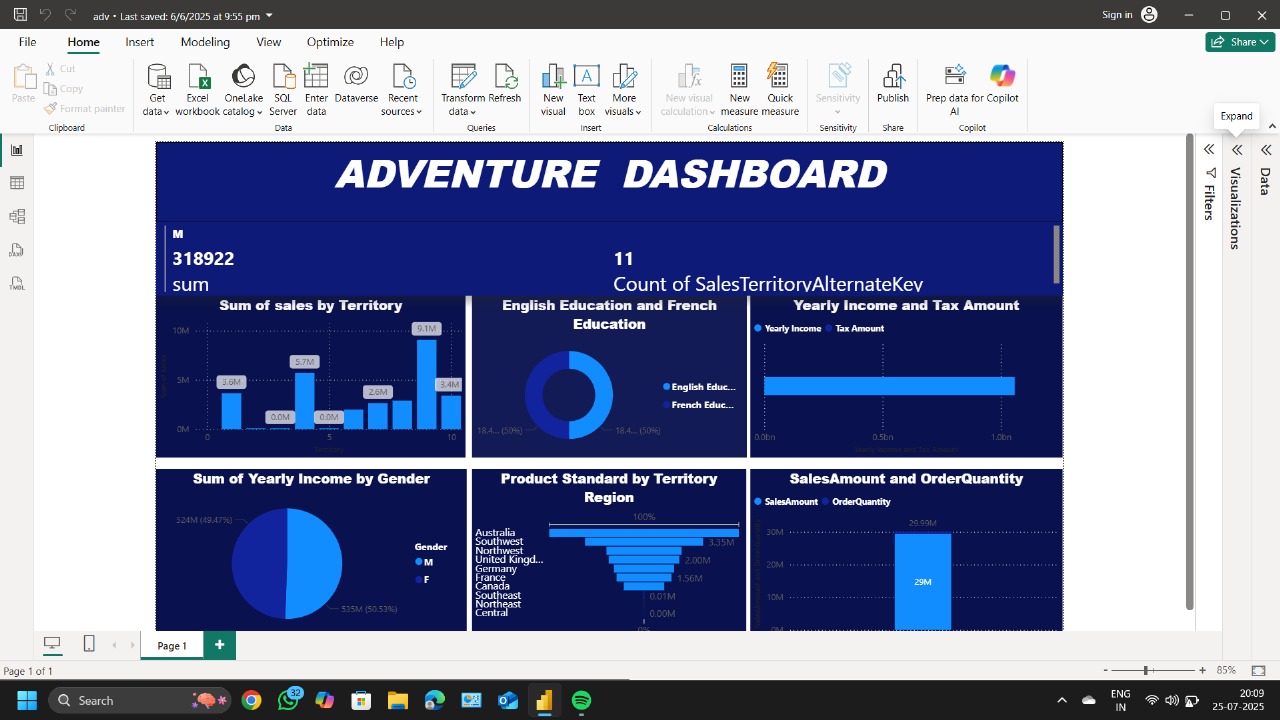 adv • Last saved: 6/6/2025 at 9:55 pm
Sign in
File Home Insert Modeling View Optimize Help
Share
Paste
Cut
Copy
Format painter
Clipboard
Get data
Excel workbook
OneLake catalog
SQL Server
Enter data
Dataverse
Recent sources
Data
Transform data
Refresh
Queries
New visual
Text box
More visuals
Insert
New visual calculation
New measure
Quick measure
Calculations
Sensitivity
Sensitivity
Publish
Share
Prep data for AI
Copilot
Copilot
Expand
Filters
Visualizations
Data
ADVENTURE DASHBOARD
M
318922
sum
11
Count of SalesTerritoryAlternateKey
Sum of sales by Territory
10M
5M
0M
3.6M
0.0M
5.7M
0.0M
2.6M
9.1M
3.4M
0 5 10
Territory
English Education and French
Education
English Educ...
French Educ...
18.4... (50%)
18.4... (50%)
Yearly Income and Tax Amount
Yearly Income Tax Amount
0.0bn 0.5bn 1.0bn
Sum of Yearly Income by Gender
524M (49.47%)
535M (50.53%)
Gender
M
F
Product Standard by Territory
Region
100%
Australia
Southwest 3.35M
Northwest
United Kingd... 2.00M
Germany
France 1.56M
Canada
Southeast 0.01M
Northeast
Central 0.00M
0%
SalesAmount and OrderQuantity
SalesAmount OrderQuantity
29.99M
30M
20M
10M
0M
29M
Page 1
Page 1 of 1
- + 85%
Search
32
ENG
IN
20:09
25-07-2025